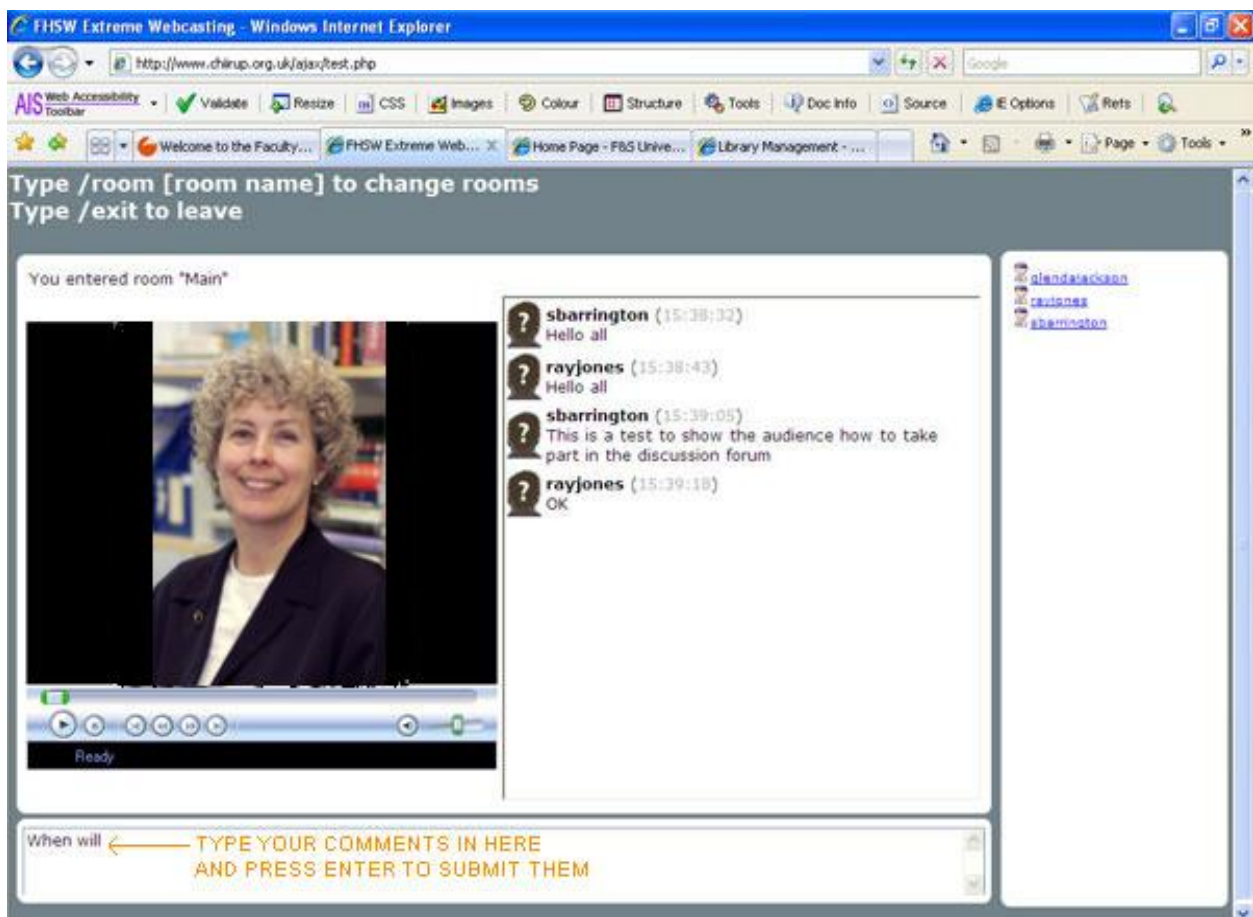 FHSW Extreme Webcasting - Windows Internet Explorer
http://www.chiirup.org.uk/ajax/test.php
Google
AIS Web Accessibility Toolbar Validate Resize CSS Images Colour Structure Tools Doc Info Source IE Options Refs
Welcome to the Faculty... FHSW Extreme Web... Home Page - F&S Unive... Library Management - ... Page Tools
Type /room [room name] to change rooms
Type /exit to leave
You entered room "Main"
sbarrington (15:38:32)
Hello all
rayjones (15:38:43)
Hello all
sbarrington (15:39:05)
This is a test to show the audience how to take
part in the discussion forum
rayjones (15:39:18)
OK
glendajackson
rayjones
sbarrington
Ready
When will
TYPE YOUR COMMENTS IN HERE
AND PRESS ENTER TO SUBMIT THEM